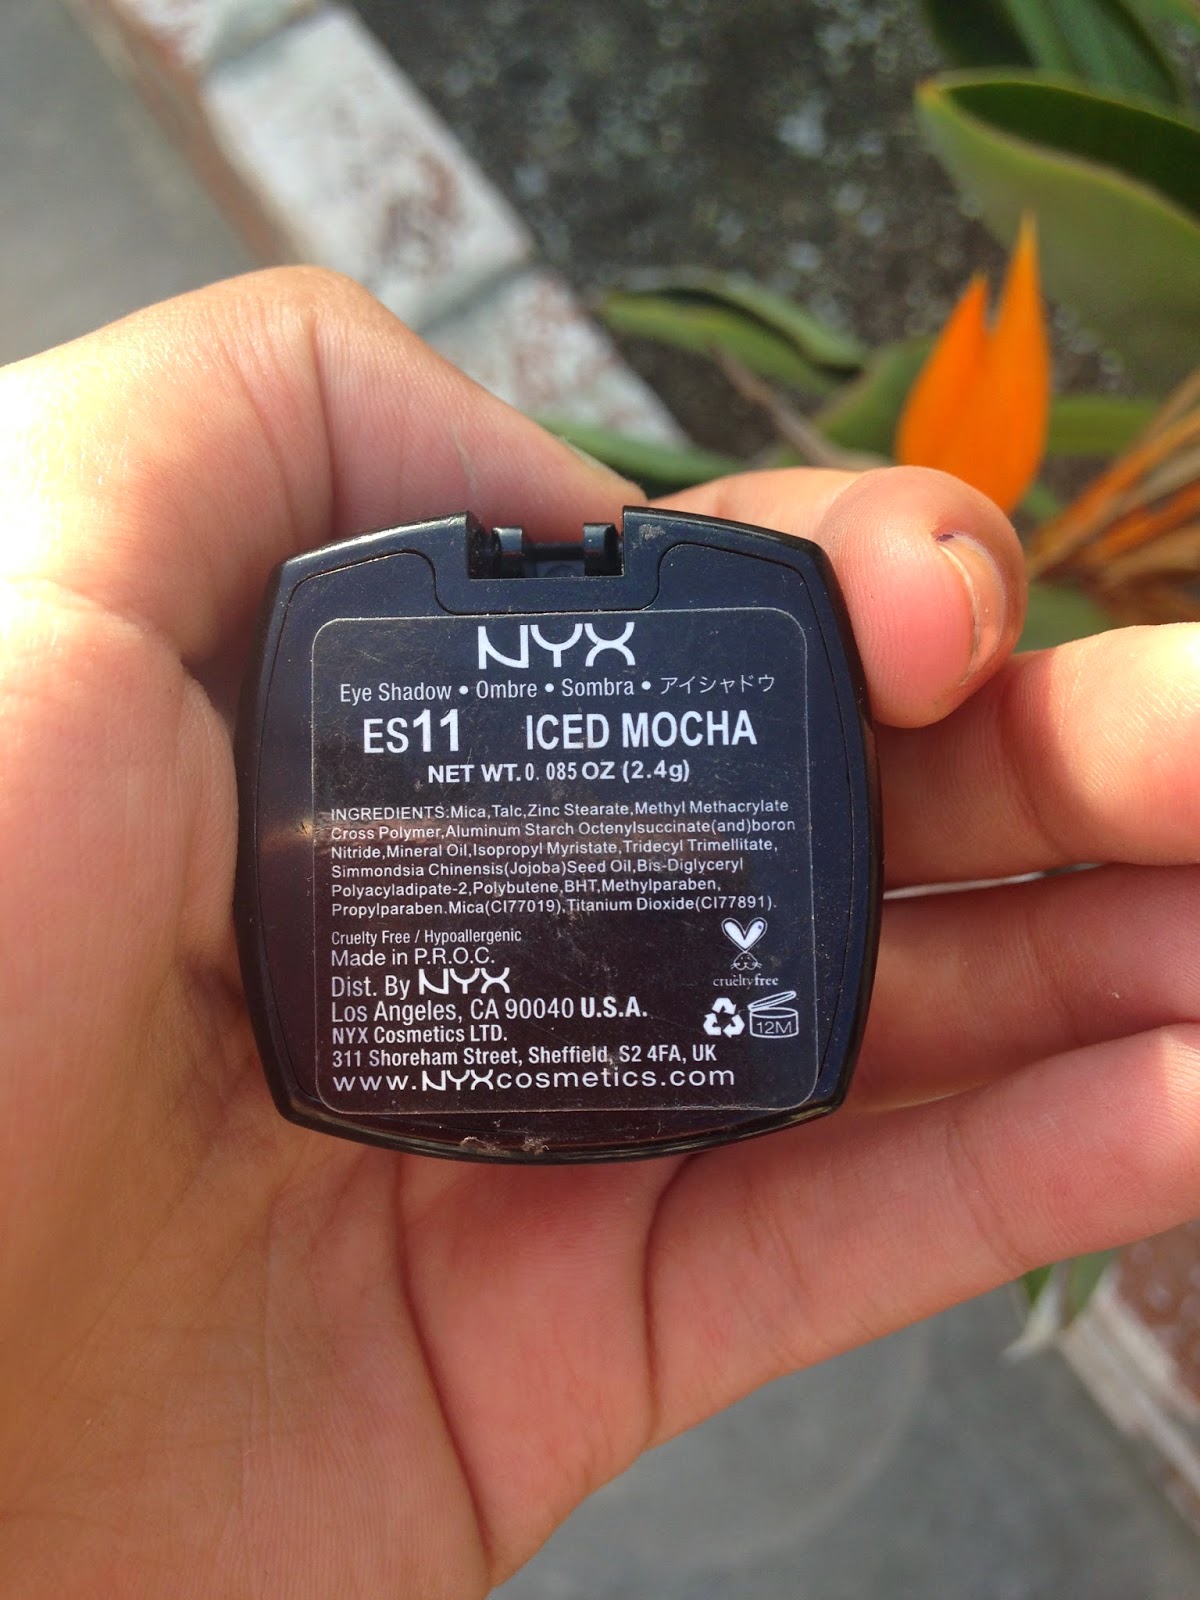 NYX
Eye Shadow • Ombre • Sombra • アイシャドウ
ES11 ICED MOCHA
NET WT. 0. 085 OZ (2.4g)
INGREDIENTS:Mica,Talc,Zinc Stearate,Methyl Methacrylate
Cross Polymer,Aluminum Starch Octenylsuccinate(and)boron
Nitride,Mineral Oil,Isopropyl Myristate,Tridecyl Trimellitate,
Simmondsia Chinensis(Jojoba)Seed Oil,Bis-Diglyceryl
Polyacyladipate-2,Polybutene,BHT,Methylparaben,
Propylparaben.Mica(CI77019),Titanium Dioxide(CI77891).
Cruelty Free / Hypoallergenic
Made in P.R.O.C.
crueltyfree
Dist. By NYX
Los Angeles, CA 90040 U.S.A.
12M
NYX Cosmetics LTD.
311 Shoreham Street, Sheffield, S2 4FA, UK
www.NYXcosmetics.com